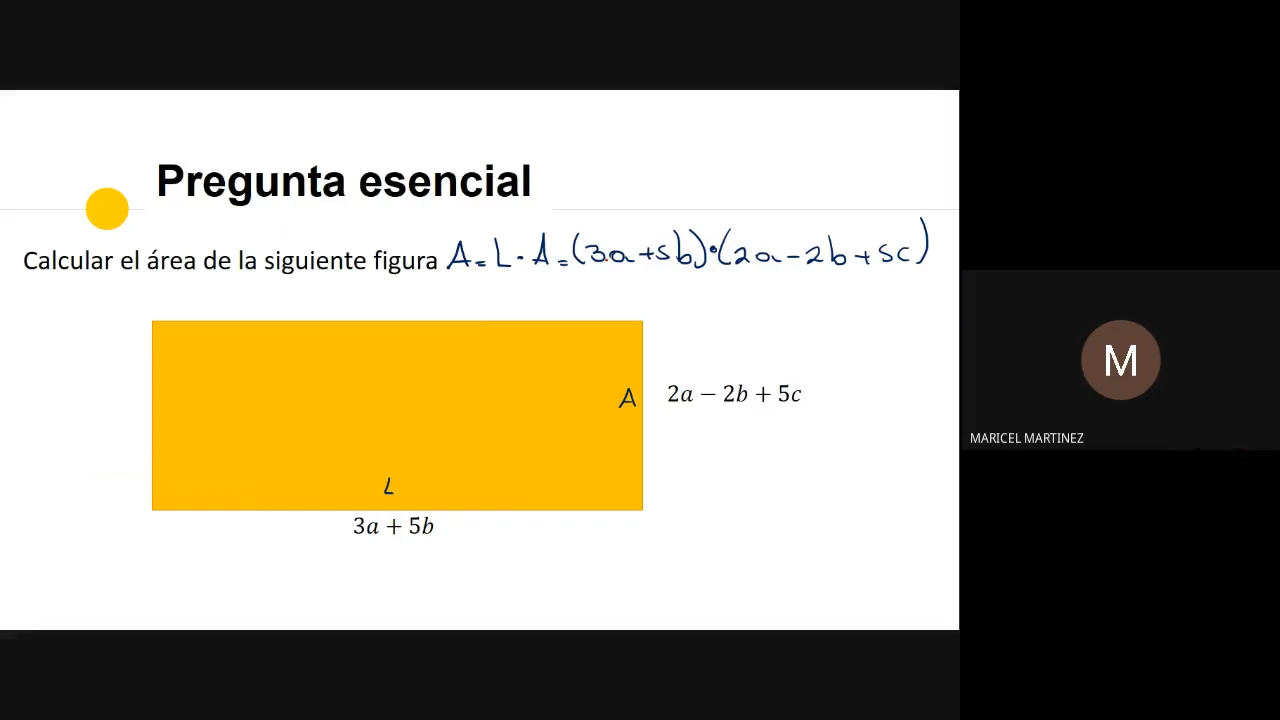 Pregunta esencial
Calcular el área de la siguiente figura A = L · A = (3a+5b)·(2a-2b+5c)
A 2a − 2b + 5c
M
MARICEL MARTINEZ
L
3a + 5b